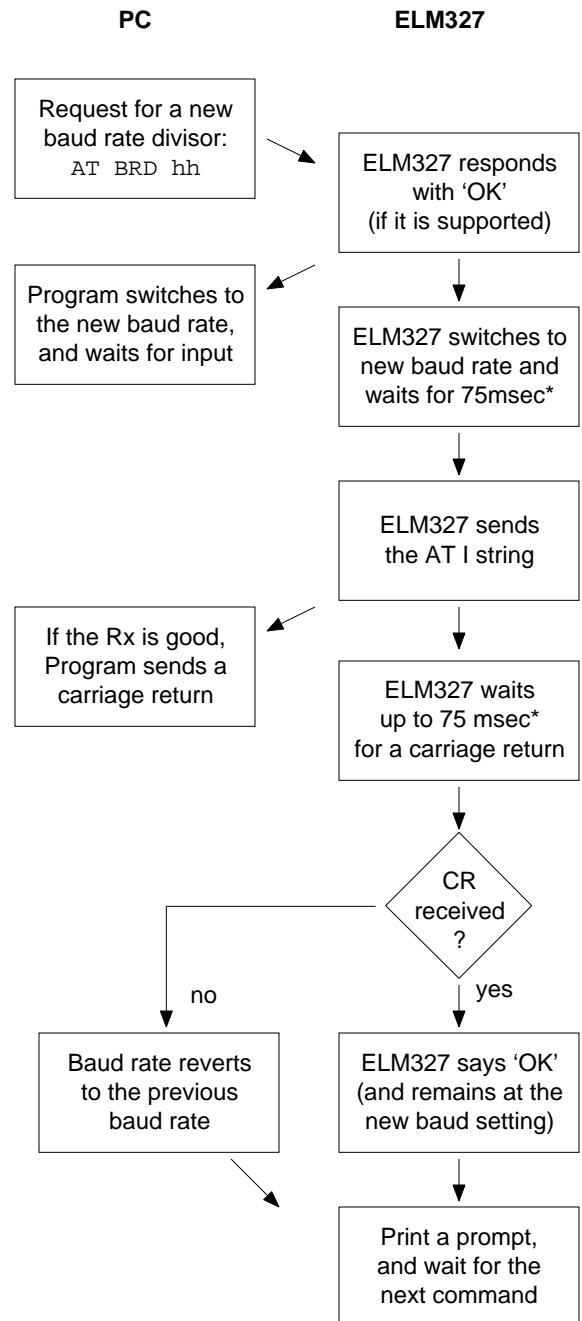 PC
ELM327
Request for a new
baud rate divisor:
AT BRD hh
ELM327 responds
with ‘OK’
(if it is supported)
Program switches to
the new baud rate,
and waits for input
ELM327 switches to
new baud rate and
waits for 75msec*
ELM327 sends
the AT I string
If the Rx is good,
Program sends a
carriage return
ELM327 waits
up to 75 msec*
for a carriage return
CR
received
?
no
yes
Baud rate reverts
to the previous
baud rate
ELM327 says ‘OK’
(and remains at the
new baud setting)
Print a prompt,
and wait for the
next command